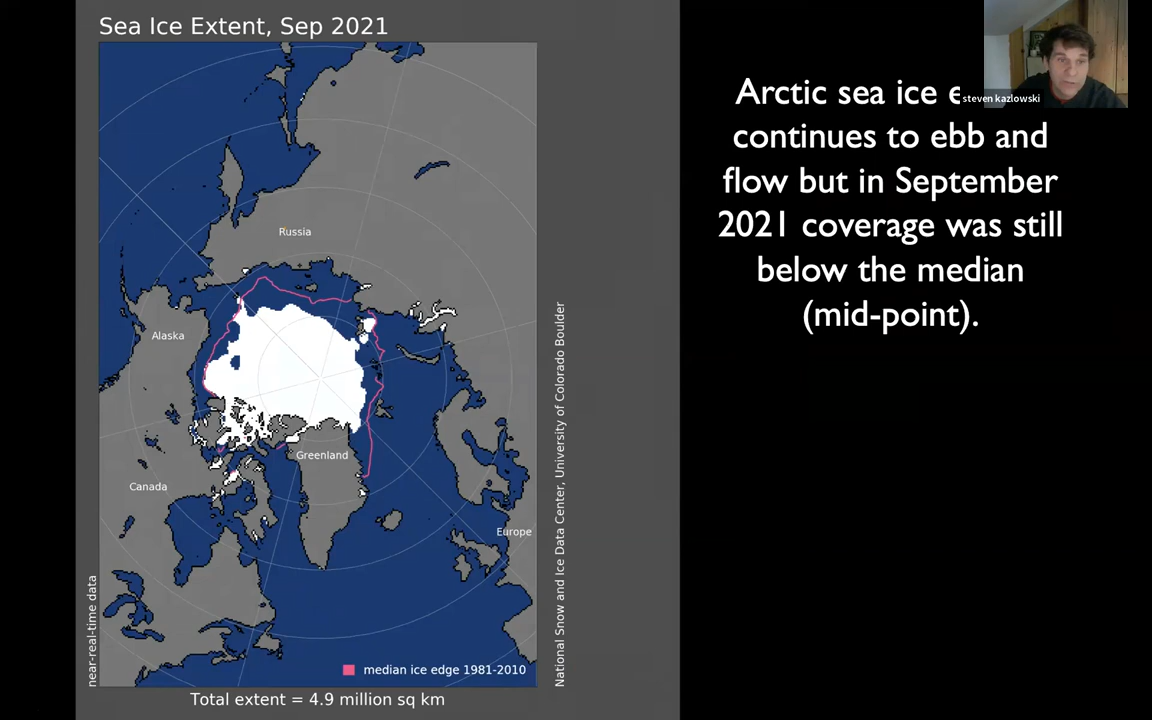 Sea Ice Extent, Sep 2021
Russia
Alaska
Greenland
Canada
Europe
near-real-time data
median ice edge 1981-2010
Total extent = 4.9 million sq km
National Snow and Ice Data Center, University of Colorado Boulder
Arctic sea ice
continues to ebb and
flow but in September
2021 coverage was still
below the median
(mid-point).
steven kazlowski